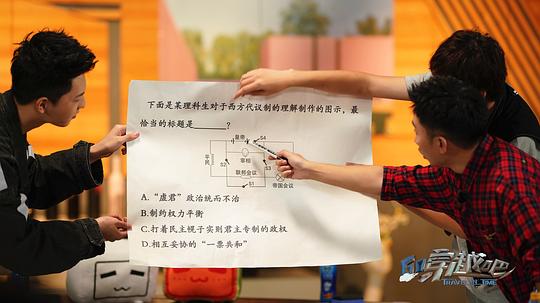 下面是某理科生对于西方代议制的理解制作的图示，最
恰当的标题是______？
皇帝
S4
宰相
平民
S2
S3
联邦会议
S1
帝国会议
A.“虚君”政治统而不治
B.制约权力平衡
C.打着民主幌子实则君主专制的政权
D.相互妥协的“一票共和”
穿越吧
TRAVEL TIME